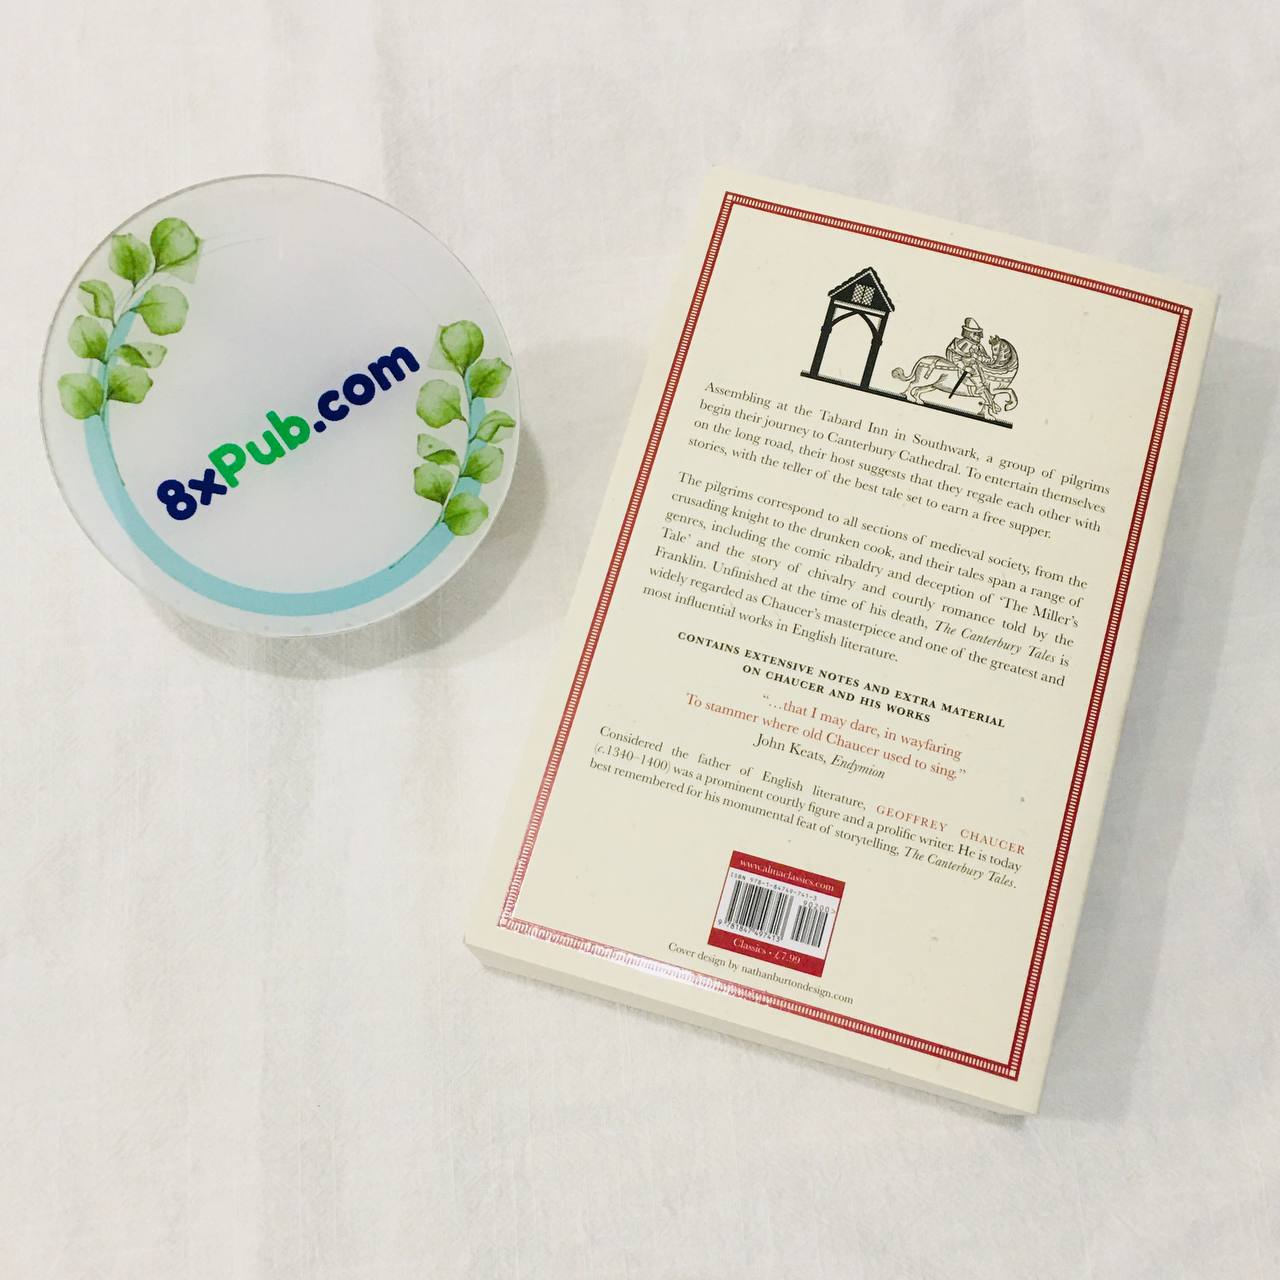 8xPub.com
Assembling at the Tabard Inn in Southwark, a group of pilgrims
begin their journey to Canterbury Cathedral. To entertain themselves
on the long road, their host suggests that they regale each other with
stories, with the teller of the best tale set to earn a free supper.
The pilgrims correspond to all sections of medieval society, from the
crusading knight to the drunken cook, and their tales span a range of
genres, including the comic ribaldry and deception of ‘The Miller’s
Tale’ and the story of chivalry and courtly romance told by the
Franklin. Unfinished at the time of his death, The Canterbury Tales is
widely regarded as Chaucer’s masterpiece and one of the greatest and
most influential works in English literature.
CONTAINS EXTENSIVE NOTES AND EXTRA MATERIAL
ON CHAUCER AND HIS WORKS
“…that I may dare, in wayfaring
To stammer where old Chaucer used to sing.”
John Keats, Endymion
Considered the father of English literature, GEOFFREY CHAUCER
(c.1340–1400) was a prominent courtly figure and a prolific writer. He is today
best remembered for his monumental feat of storytelling, The Canterbury Tales.
www.almaclassics.com
ISBN 978-1-84749-741-3
90200>
9 781847 497413
Classics • £7.99
Cover design by nathanburtondesign.com